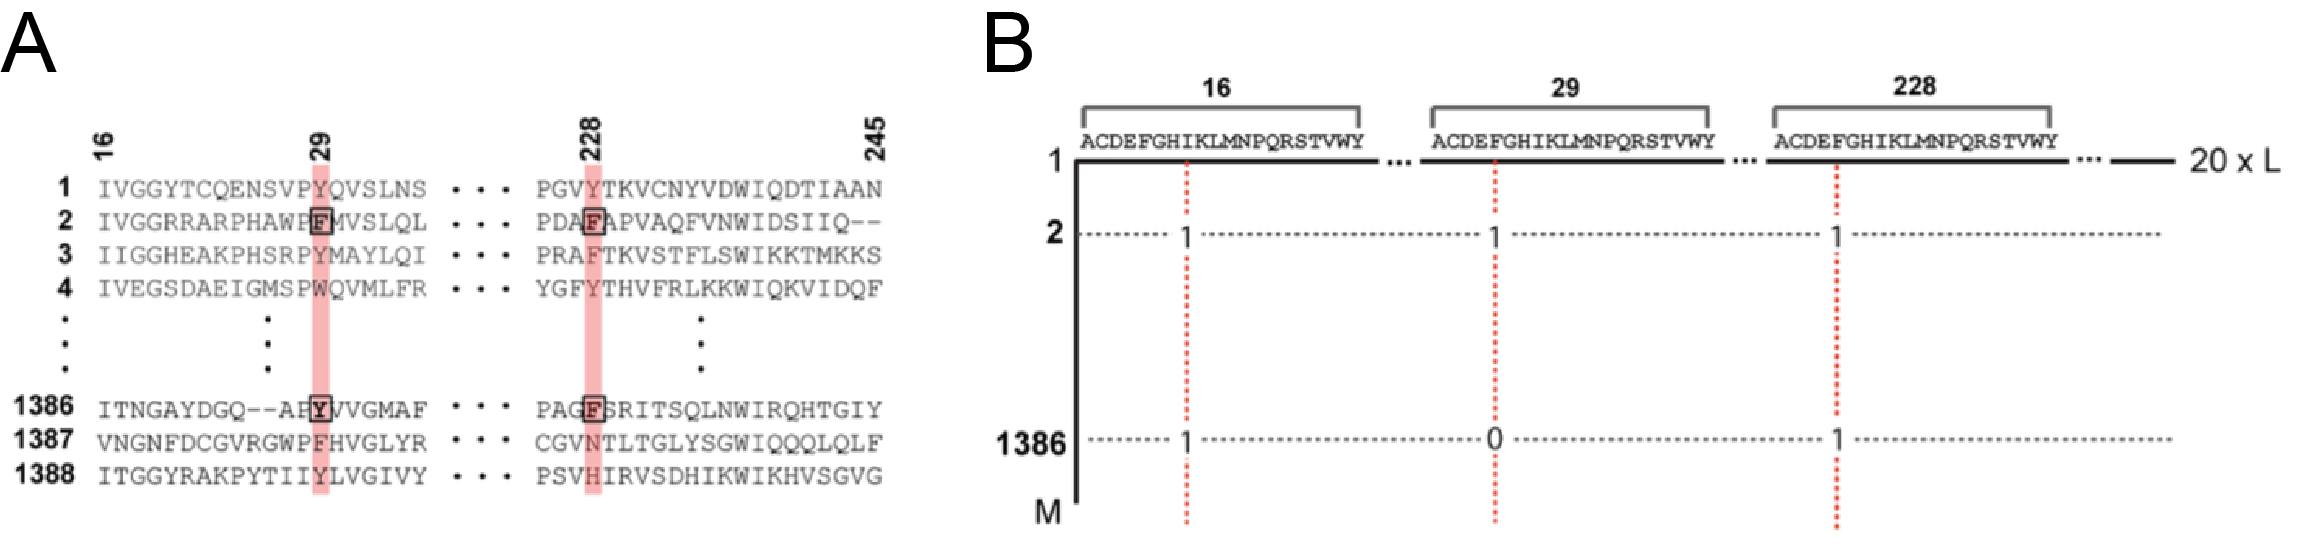 A
16 29 228 245
1 IVGGYTCQENSVPYQVSLNS ··· PGVYTKVCNYVDWIQDTIAAN
2 IVGGRRARPHAWPFMVSLQL ··· PDAFAPVAQFVNWIDSIIQ--
3 IIGGHEAKPHSRPYMAYLQI ··· PRAFTKVSTFLSWIKKTMKKS
4 IVEGSDAEIGMSPWQVMLFR ··· YGFYTHVFRLKKWIQKVIDQF
1386 ITNGAYDGQ--APYVVGMAF ··· PAGFSRITSQLNWIRQHTGIY
1387 VNGNFDCGVRGWPFHVGLYR ··· CGVNTLTGLYSGWIQQQLQLF
1388 ITGGYRAKPYTIIYLVGIVY ··· PSVHIRVSDHIKWIKHVSGVG
B
16 29 228
ACDEFGHIKLMNPQRSTVWY ACDEFGHIKLMNPQRSTVWY ACDEFGHIKLMNPQRSTVWY
1 ... ... ... 20 x L
2 1 1 1
1386 1 0 1
M